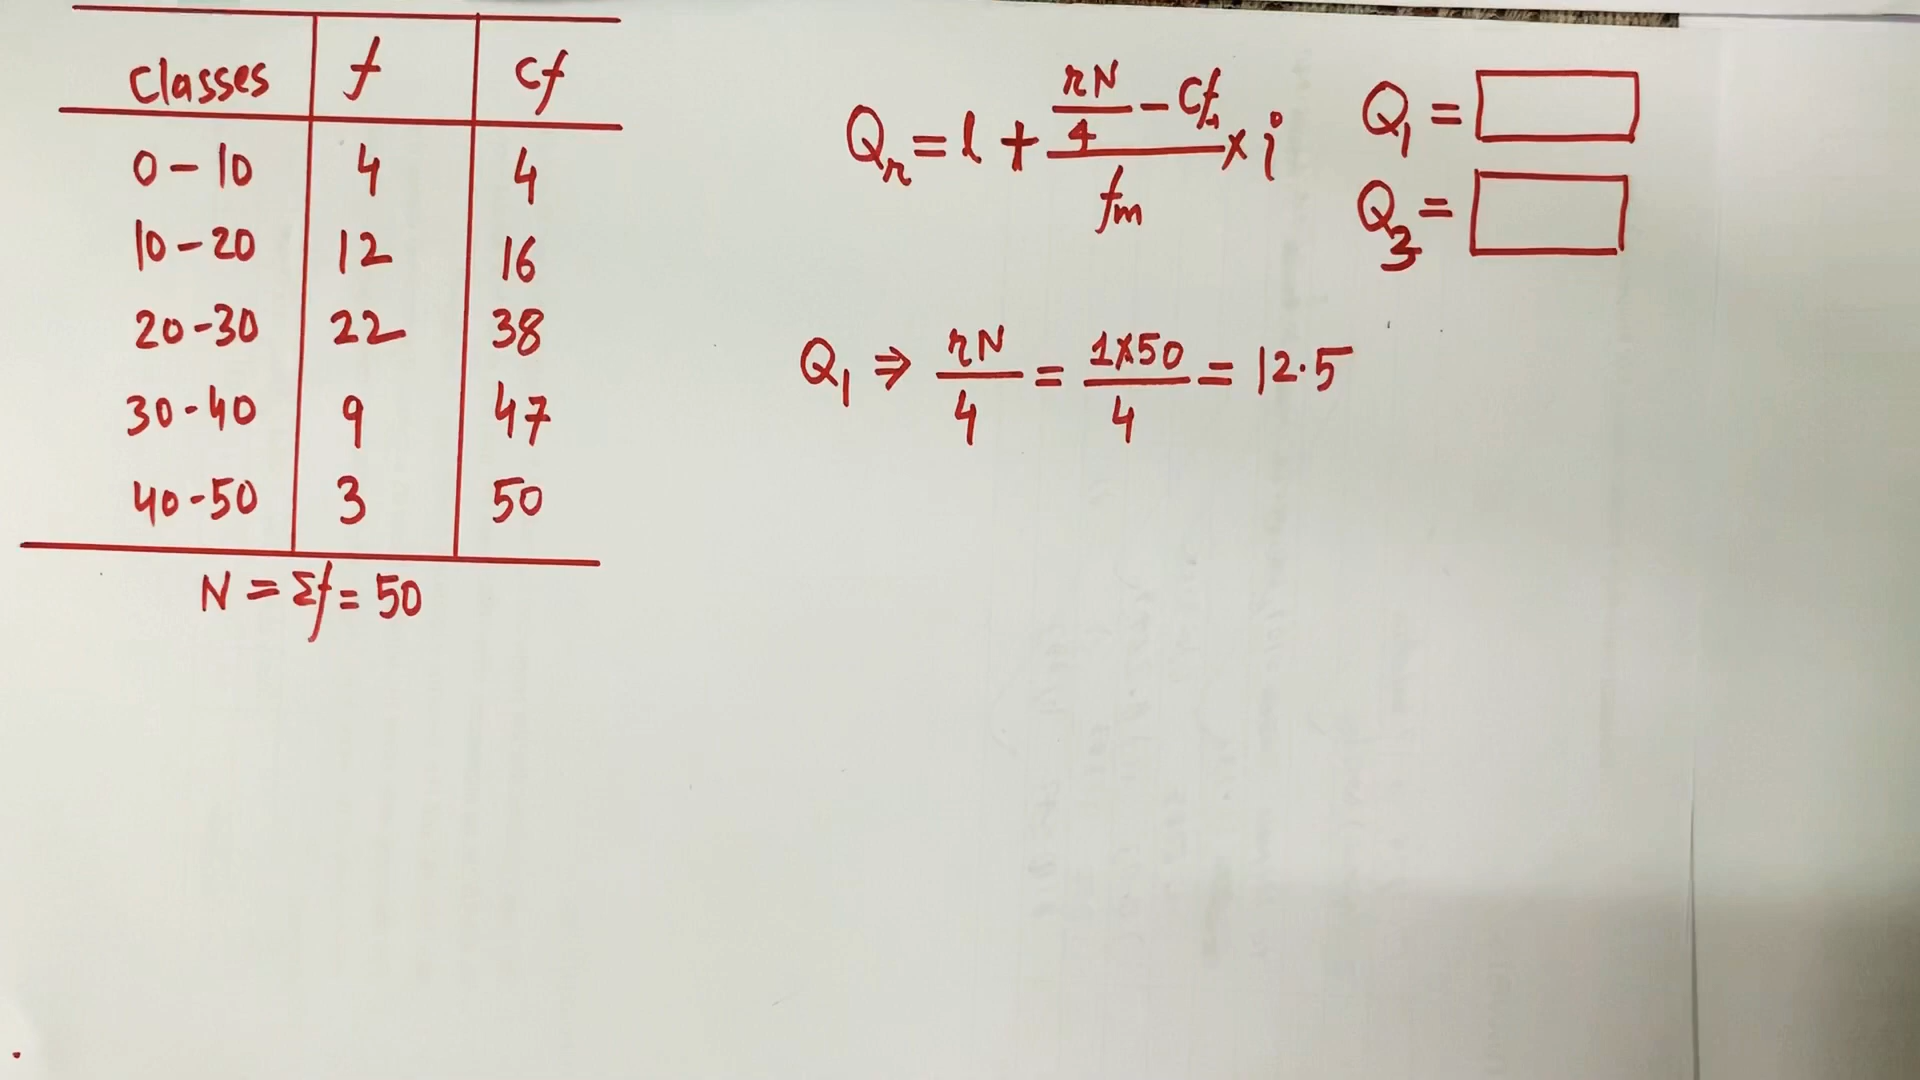 Classes f cf
0-10 4 4
10-20 12 16
20-30 22 38
30-40 9 47
40-50 3 50
N = Σf = 50
Qr = l + (rN/4 - cf)/fm × i
Q1 =
Q3 =
Q1 ⇒ rN/4 = 1×50/4 = 12.5